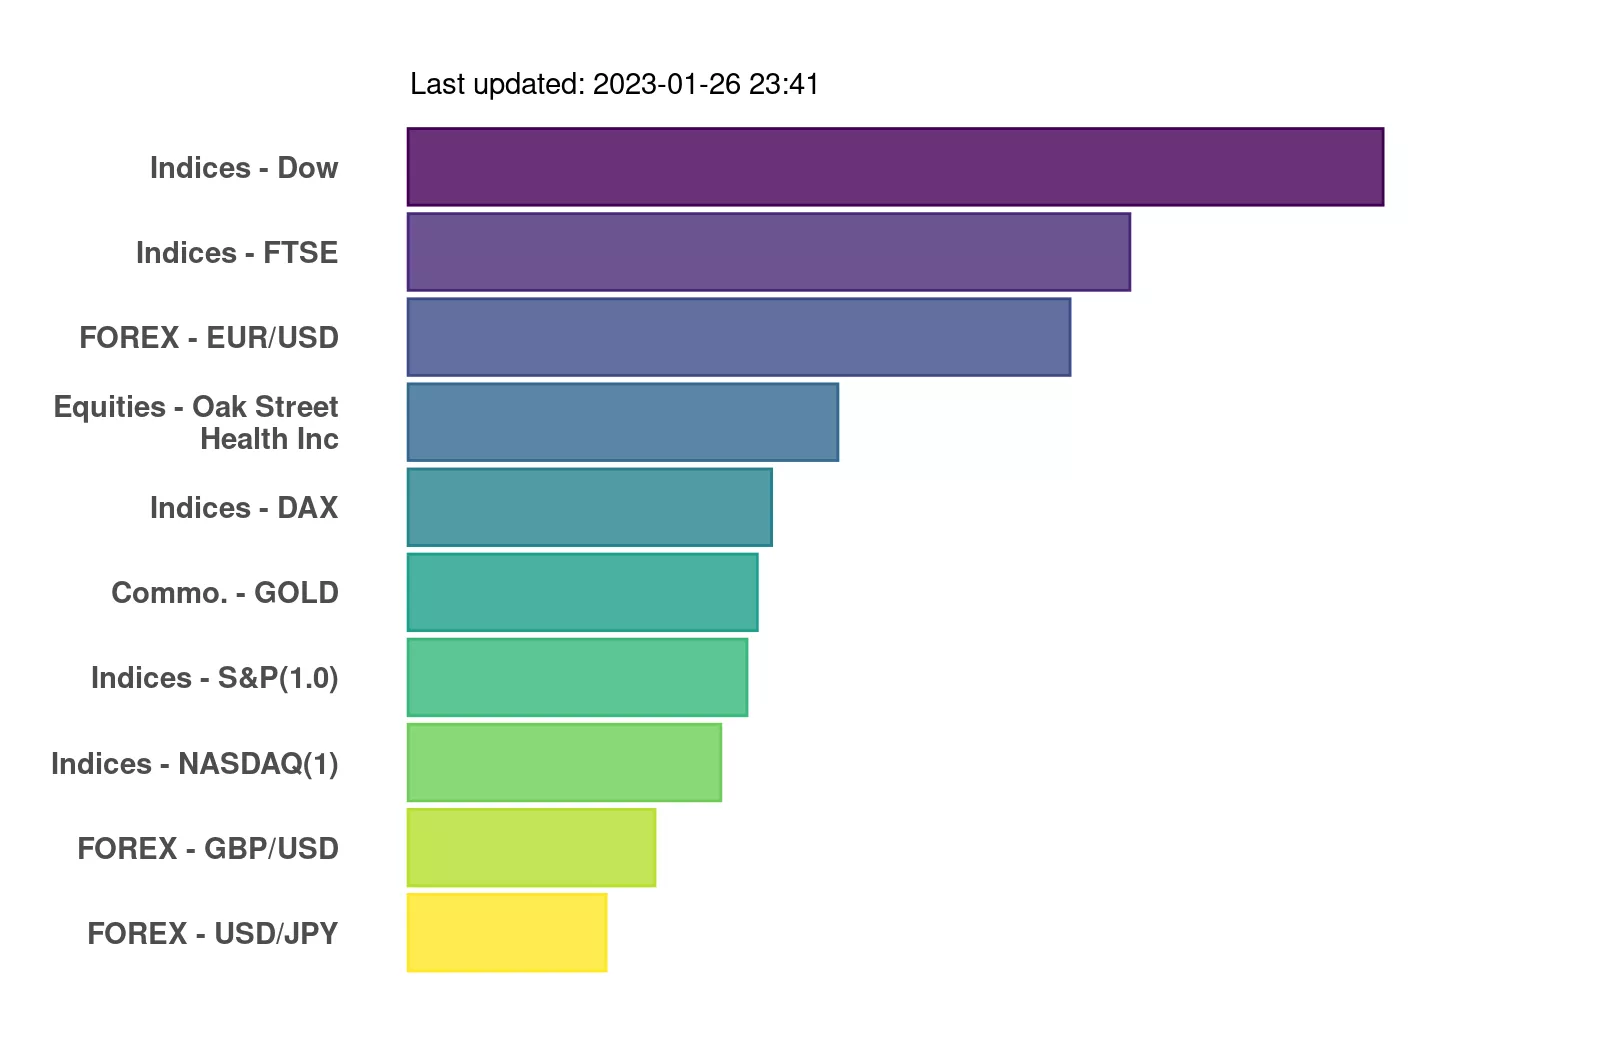 Last updated: 2023-01-26 23:41
Indices - Dow
Indices - FTSE
FOREX - EUR/USD
Equities - Oak Street
Health Inc
Indices - DAX
Commo. - GOLD
Indices - S&P(1.0)
Indices - NASDAQ(1)
FOREX - GBP/USD
FOREX - USD/JPY